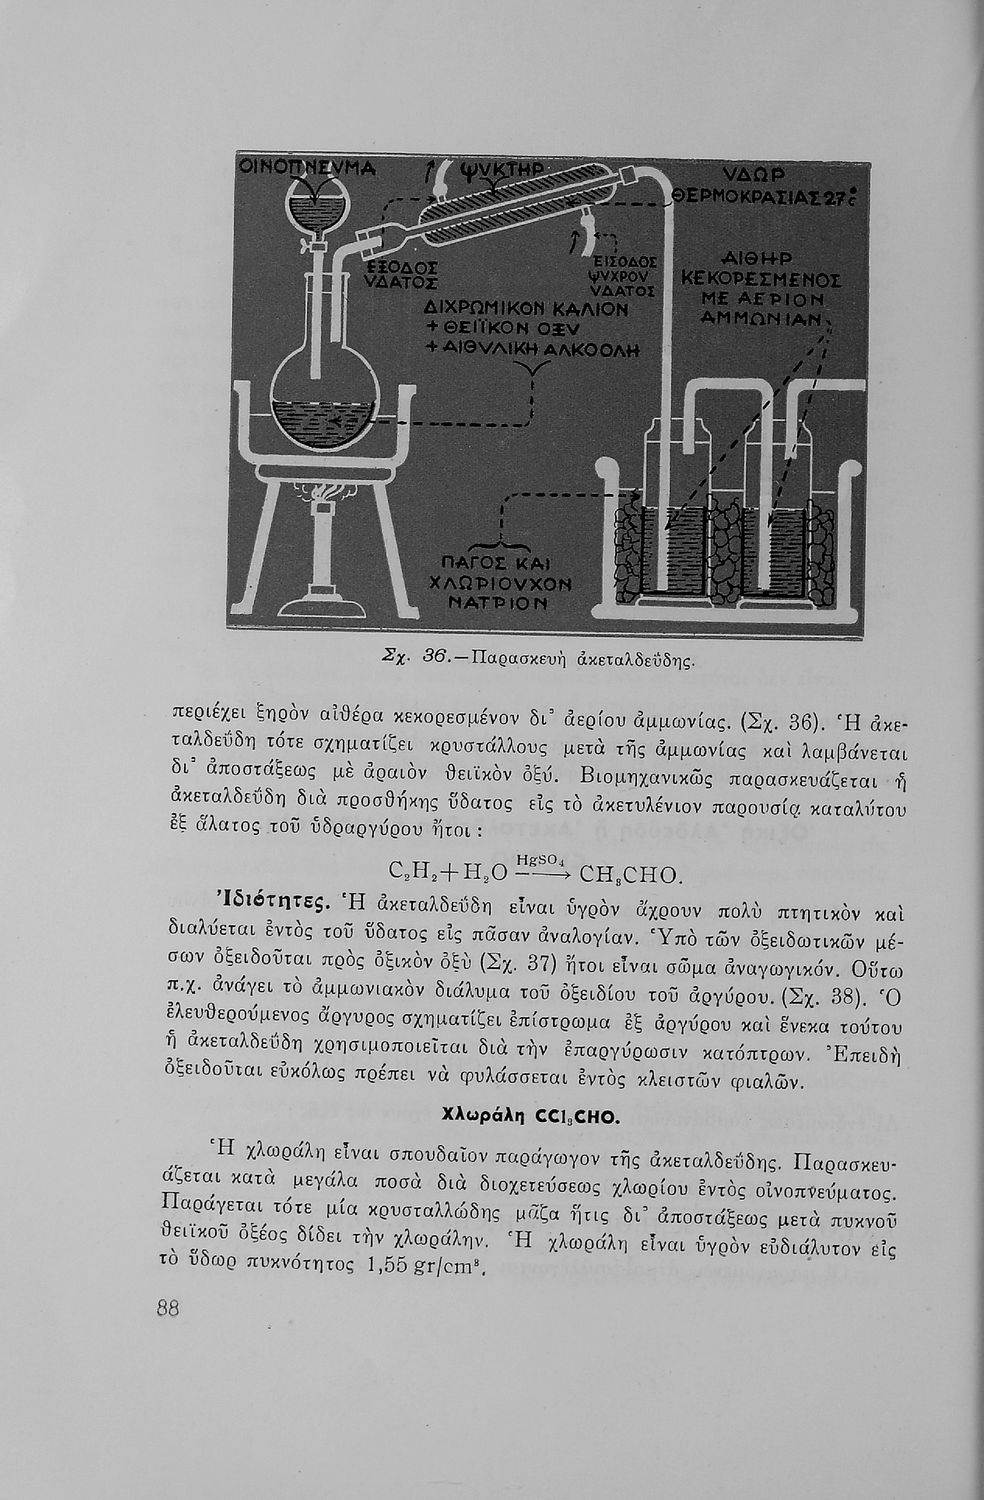 ΟΙΝΟΠΝΕVΜΑ
ΨVΚΤΗΡ
VΔΩΡ
ΘΕΡΜΟΚΡΑΣΙΑΣ 27°C
ΕΞΟΔΟΣ
VΔΑΤΟΣ
ΕΙΣΟΔΟΣ
ΨVΧΡΟV
VΔΑΤΟΣ
ΑΙΘΗΡ
ΚΕΚΟΡΕΣΜΕΝΟΣ
ΜΕ ΑΕΡΙΟΝ
ΑΜΜΩΝΙΑΝ
ΔΙΧΡΩΜΙΚΟΝ ΚΑΛΙΟΝ
+ ΘΕΙΪΚΟΝ ΟΞV
+ ΑΙΘVΛΙΚΗ ΑΛΚΟΟΛΗ
ΠΑΓΟΣ ΚΑΙ
ΧΛΩΡΙΟVΧΟΝ
ΝΑΤΡΙΟΝ
Σχ. 36.—Παρασκευὴ ἀκεταλδεΰδης.
περιέχει ξηρὸν αἰθέρα κεκορεσμένον δι᾿ ἀερίου ἀμμωνίας. (Σχ. 36). Ἡ ἀκε-
ταλδεΰδη τότε σχηματίζει κρυστάλλους μετὰ τῆς ἀμμωνίας καὶ λαμβάνεται
δι᾿ ἀποστάξεως μὲ ἀραιὸν θειϊκὸν ὀξύ. Βιομηχανικῶς παρασκευάζεται ἡ
ἀκεταλδεΰδη διὰ προσθήκης ὕδατος εἰς τὸ ἀκετυλένιον παρουσίᾳ καταλύτου
ἐξ ἅλατος τοῦ ὑδραργύρου ἤτοι :
C₂H₂+H₂O —HgSO₄→ CH₃CHO.
Ἰδιότητες. Ἡ ἀκεταλδεΰδη εἶναι ὑγρὸν ἄχρουν πολὺ πτητικὸν καὶ
διαλύεται ἐντὸς τοῦ ὕδατος εἰς πᾶσαν ἀναλογίαν. Ὑπὸ τῶν ὀξειδωτικῶν μέ-
σων ὀξειδοῦται πρὸς ὀξικὸν ὀξὺ (Σχ. 37) ἤτοι εἶναι σῶμα ἀναγωγικόν. Οὕτω
π.χ. ἀνάγει τὸ ἀμμωνιακὸν διάλυμα τοῦ ὀξειδίου τοῦ ἀργύρου. (Σχ. 38). Ὁ
ἐλευθερούμενος ἄργυρος σχηματίζει ἐπίστρωμα ἐξ ἀργύρου καὶ ἕνεκα τούτου
ἡ ἀκεταλδεΰδη χρησιμοποιεῖται διὰ τὴν ἐπαργύρωσιν κατόπτρων. Ἐπειδὴ
ὀξειδοῦται εὐκόλως πρέπει νὰ φυλάσσεται ἐντὸς κλειστῶν φιαλῶν.
Χλωράλη CCl₃CHO.
Ἡ χλωράλη εἶναι σπουδαῖον παράγωγον τῆς ἀκεταλδεΰδης. Παρασκευ-
άζεται κατὰ μεγάλα ποσὰ διὰ διοχετεύσεως χλωρίου ἐντὸς οἰνοπνεύματος.
Παράγεται τότε μία κρυσταλλώδης μᾶζα ἥτις δι᾿ ἀποστάξεως μετὰ πυκνοῦ
θειϊκοῦ ὀξέος δίδει τὴν χλωράλην. Ἡ χλωράλη εἶναι ὑγρὸν εὐδιάλυτον εἰς
τὸ ὕδωρ πυκνότητος 1,55 gr/cm³.
88